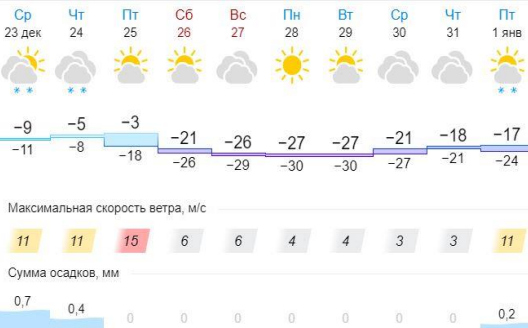 Ср Чт Пт Сб Вс Пн Вт Ср Чт Пт
23 дек 24 25 26 27 28 29 30 31 1 янв
−9 −5 −3 −21 −26 −27 −27 −21 −18 −17
−11 −8 −18 −26 −29 −30 −30 −27 −21 −24
Максимальная скорость ветра, м/с
11 11 15 6 6 4 4 3 3 11
Сумма осадков, мм
0,7 0,4 0 0 0 0 0 0 0 0,2